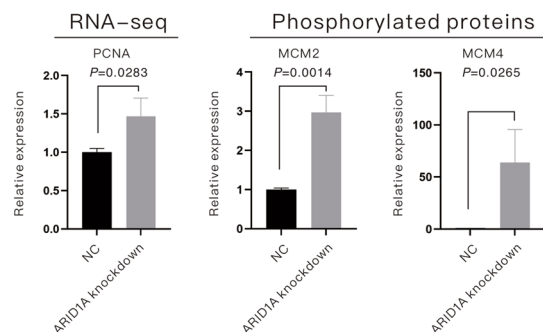 RNA-seq
Phosphorylated proteins
PCNA
P=0.0283
Relative expression
2.0
1.5
1.0
0.5
0.0
NC
ARID1A knockdown
MCM2
P=0.0014
Relative expression
4
3
2
1
0
NC
ARID1A knockdown
MCM4
P=0.0265
Relative expression
150
100
50
0
NC
ARID1A knockdown